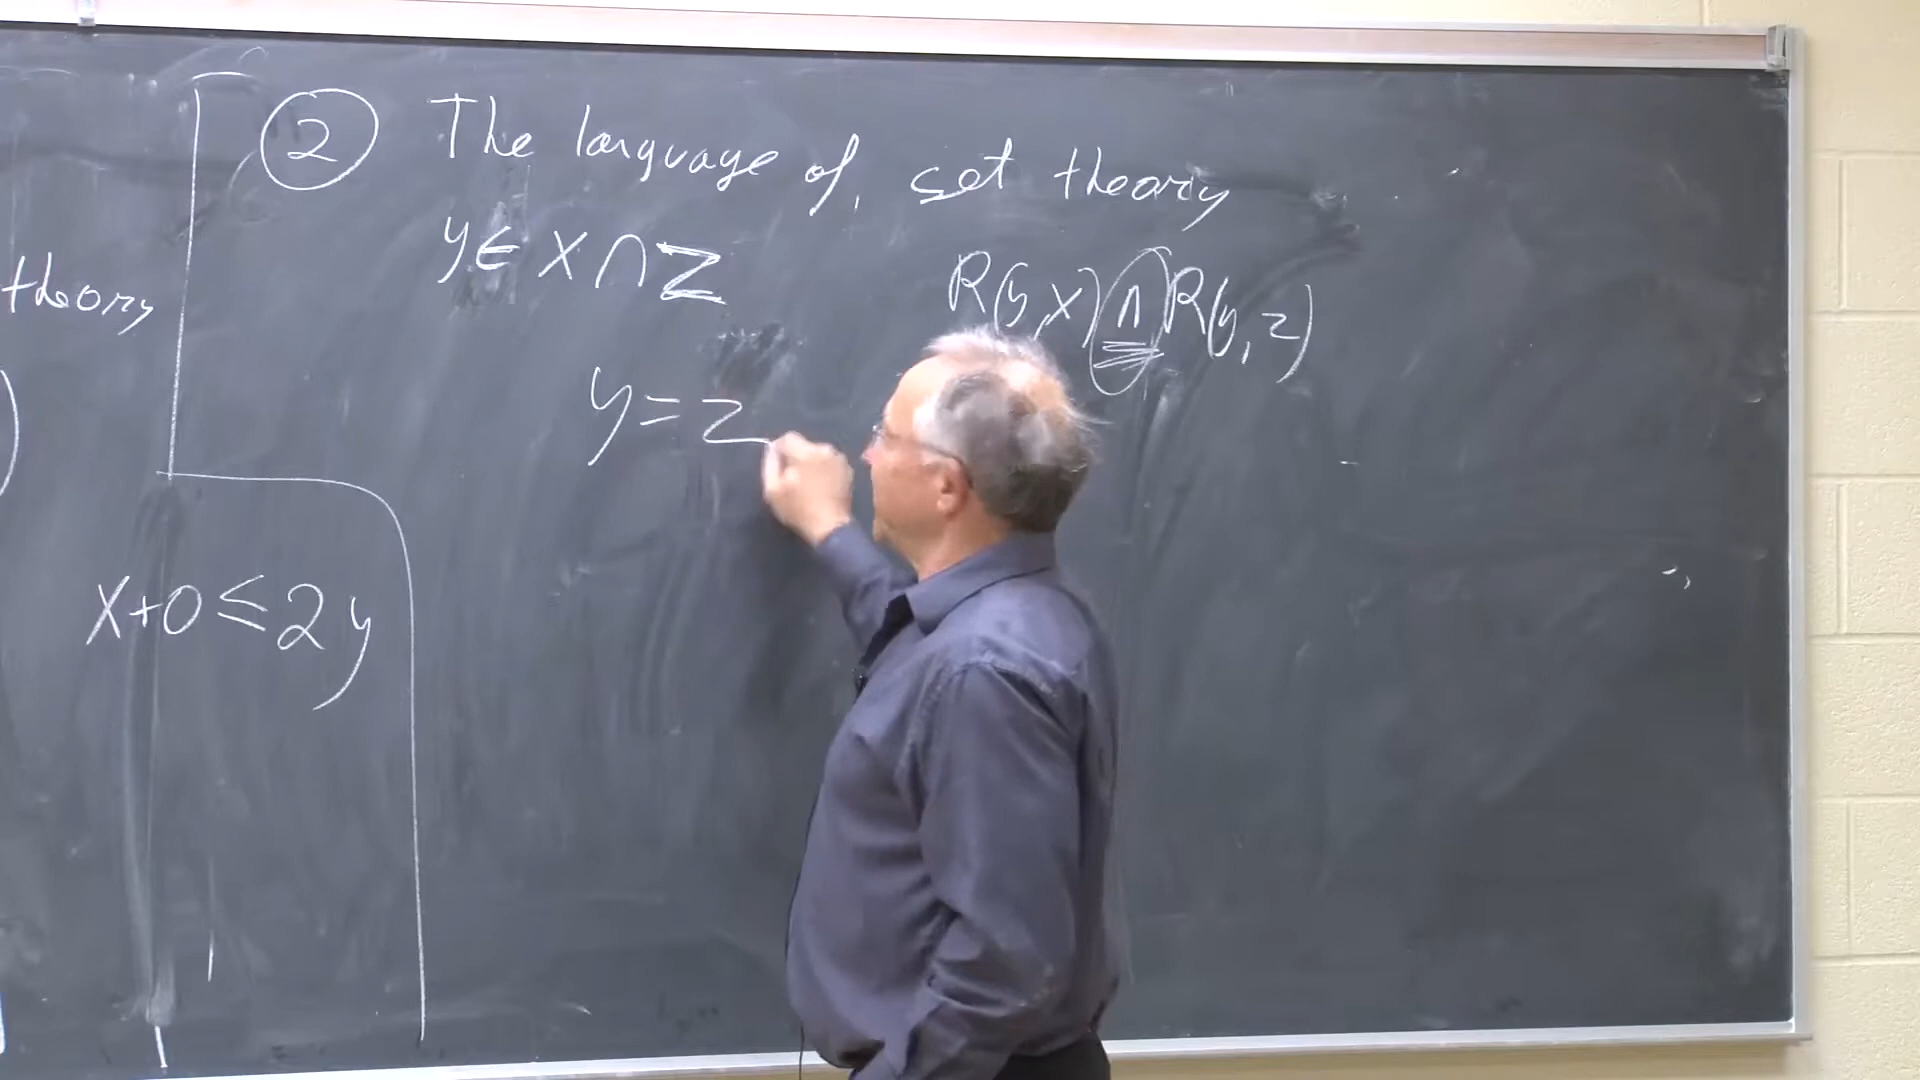 ② The language of set theory
y∈ x∩z R(y,x) ∧ R(y,z)
theory
y=z
)
x+0≤2y